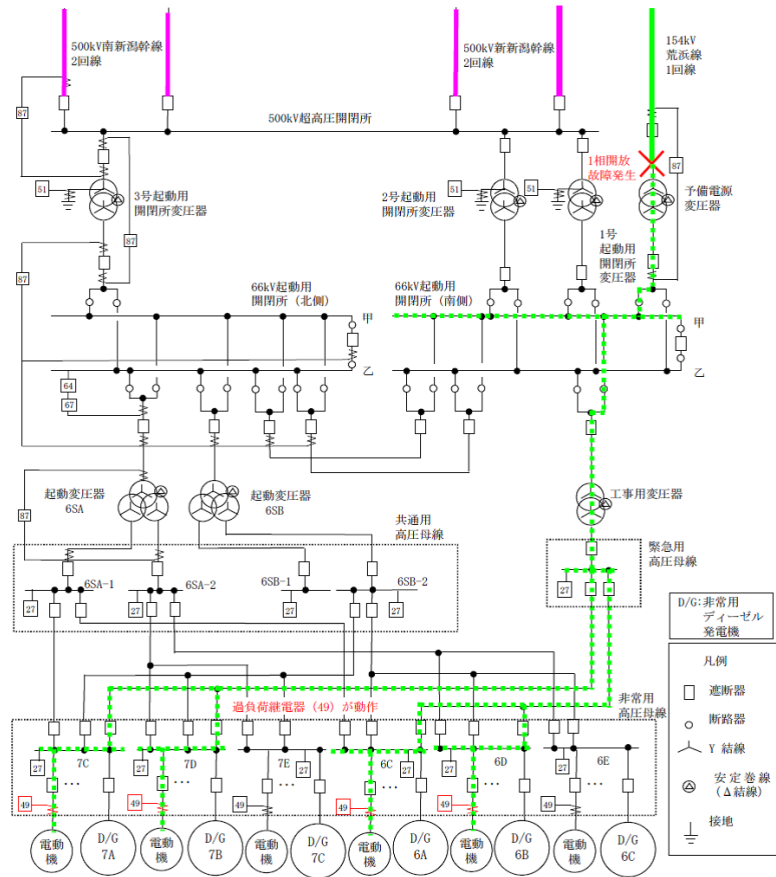 500kV南新潟幹線
2回線
500kV新新潟幹線
2回線
154kV
荒浜線
1回線
87
500kV超高圧開閉所
87
1相開放
故障発生
51
3号起動用
開閉所変圧器
87
51
2号起動用
開閉所変圧器
51
予備電源
変圧器
87
1号
起動用
開閉所
変圧器
66kV起動用
開閉所（北側）
甲
66kV起動用
開閉所（南側）
甲
乙
乙
64
67
起動変圧器
6SA
起動変圧器
6SB
工事用変圧器
87
共通用
高圧母線
緊急用
高圧母線
6SA-1
6SA-2
6SB-1
6SB-2
27
27
27
27
27
D/G:非常用
ディーゼル
発電機
凡例
遮断器
断路器
Y 結線
安定巻線
(Δ結線)
接地
過負荷継電器（49）が動作
非常用
高圧母線
7C
7D
7E
6C
6D
6E
27
27
27
27
27
27
...
...
...
...
...
...
49
49
49
49
49
49
電動
機
D/G
7A
電動
機
D/G
7B
電動
機
D/G
7C
電動
機
D/G
6A
電動
機
D/G
6B
電動
機
D/G
6C